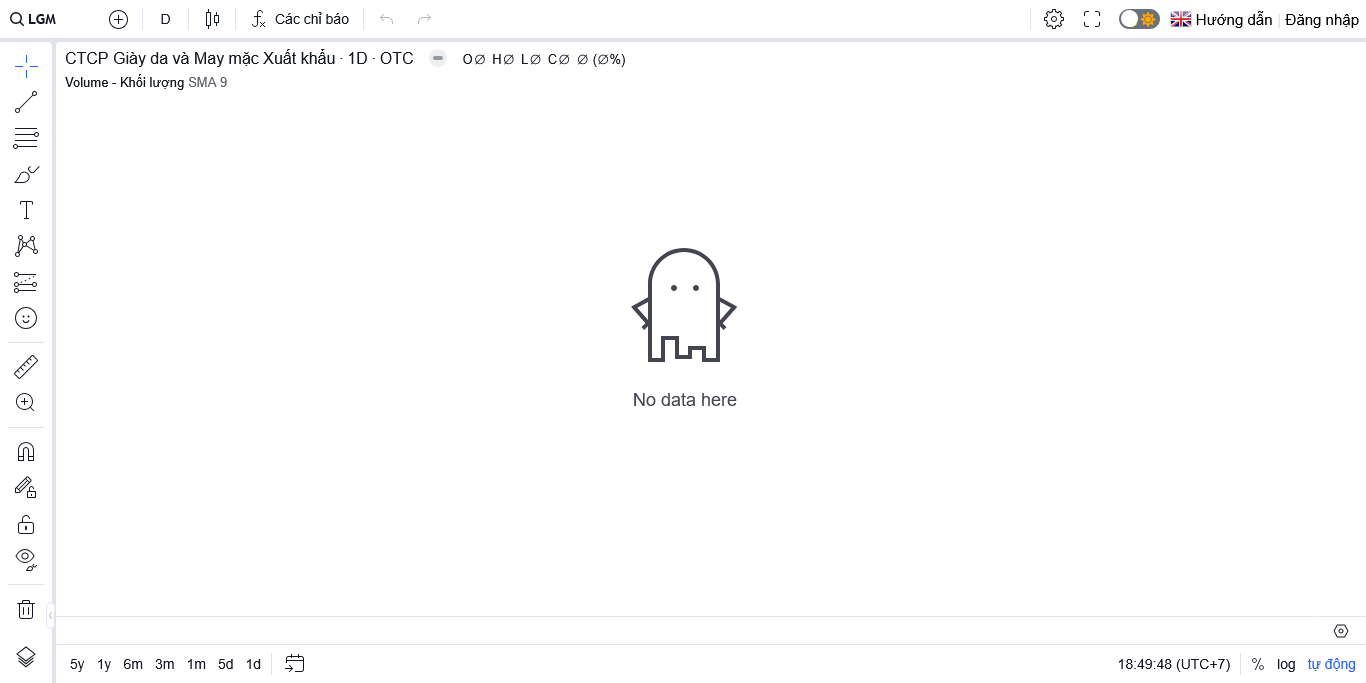 LGM D Các chỉ báo Hướng dẫn Đăng nhập
CTCP Giày da và May mặc Xuất khẩu · 1D · OTC O∅ H∅ L∅ C∅ ∅ (∅%)
Volume - Khối lượng SMA 9
No data here
5y 1y 6m 3m 1m 5d 1d 18:49:48 (UTC+7) % log tự động